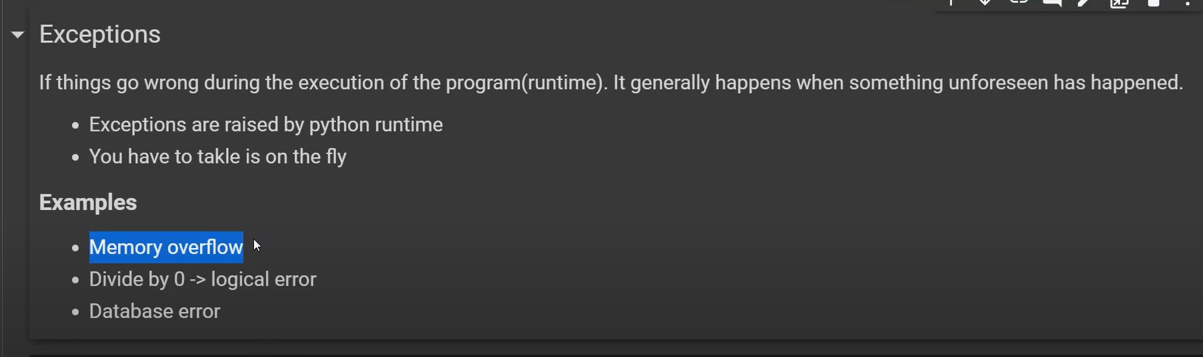 Exceptions
If things go wrong during the execution of the program(runtime). It generally happens when something unforeseen has happened.
Exceptions are raised by python runtime
You have to takle is on the fly
Examples
Memory overflow
Divide by 0 -> logical error
Database error